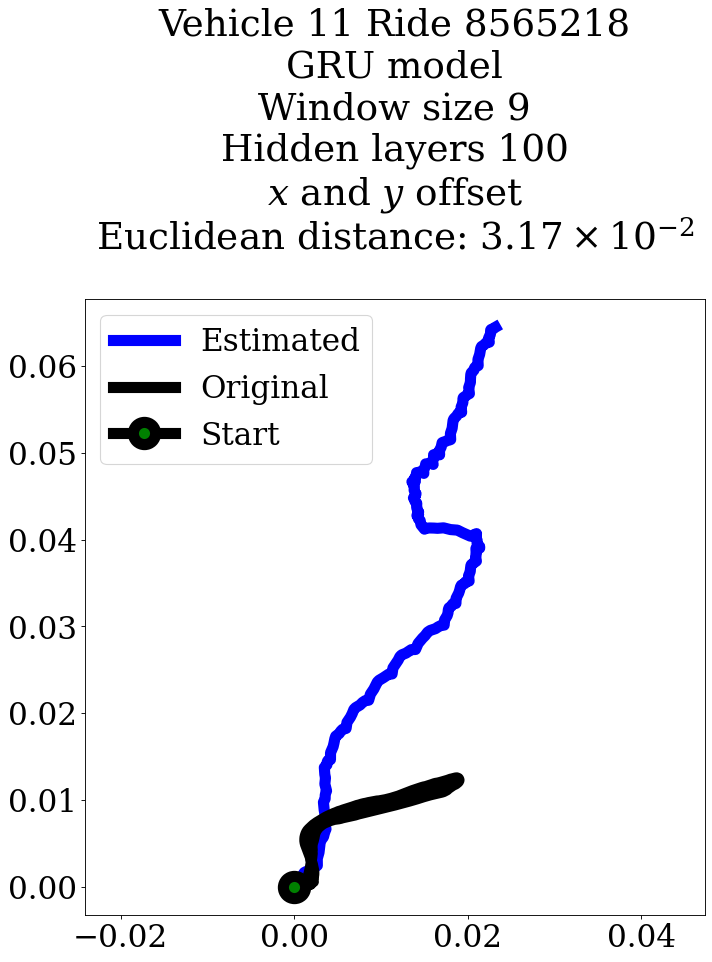 Vehicle 11 Ride 8565218
GRU model
Window size 9
Hidden layers 100
x and y offset
Euclidean distance: 3.17 × 10⁻²
Estimated
Original
Start
0.06
0.05
0.04
0.03
0.02
0.01
0.00
−0.02 0.00 0.02 0.04